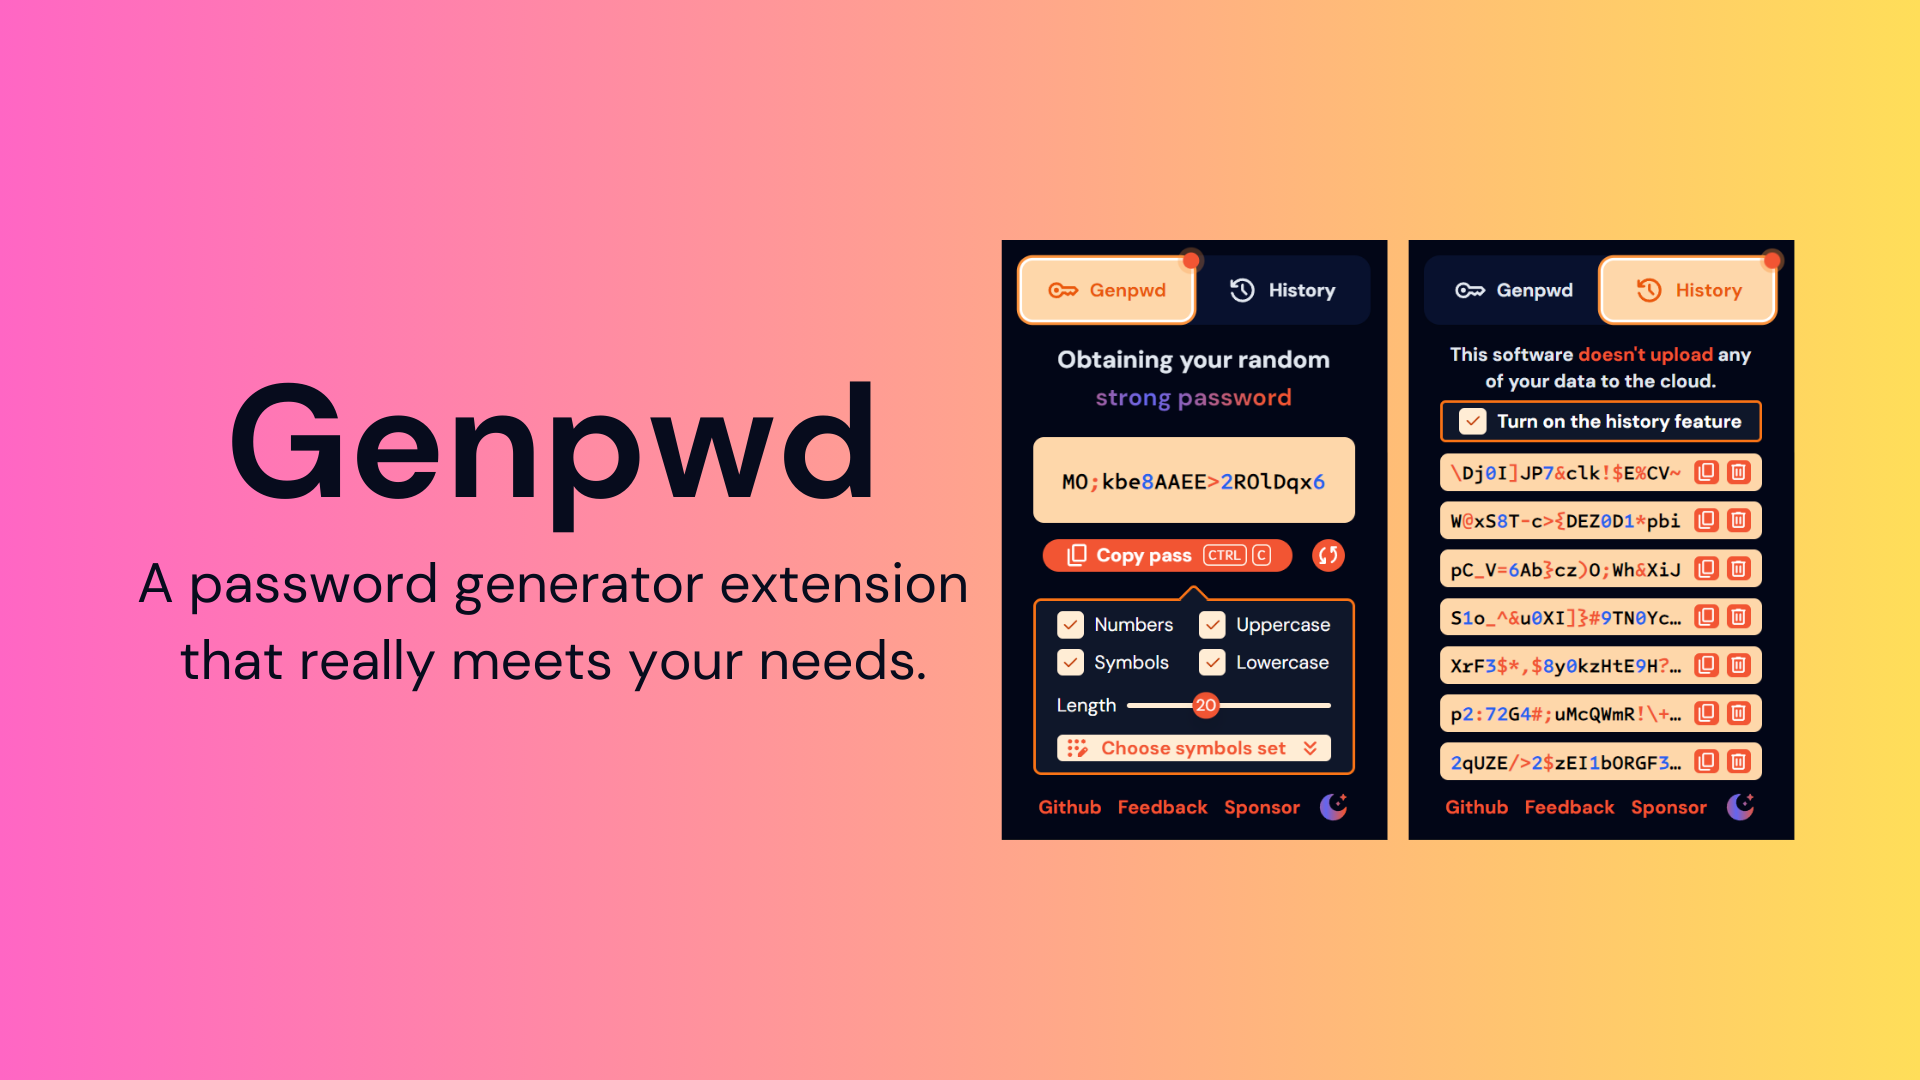 Genpwd
A password generator extension
that really meets your needs.
Genpwd
History
Obtaining your random
strong password
MO;kbe8AAEE>2ROlDqx6
Copy pass CTRL C
Numbers
Uppercase
Symbols
Lowercase
Length 20
Choose symbols set
Github Feedback Sponsor
Genpwd
History
This software doesn't upload any
of your data to the cloud.
Turn on the history feature
\Dj0I]JP7&clk!$E%CV~
W@xS8T-c>{DEZ0D1*pbi
pC_V=6Ab}cz)O;Wh&XiJ
S1o_^&u0XI]}#9TN0Yc…
XrF3$*,$8y0kzHtE9H?…
p2:72G4#;uMcQWmR!\+…
2qUZE/>2$zEI1bORGF3…
Github Feedback Sponsor